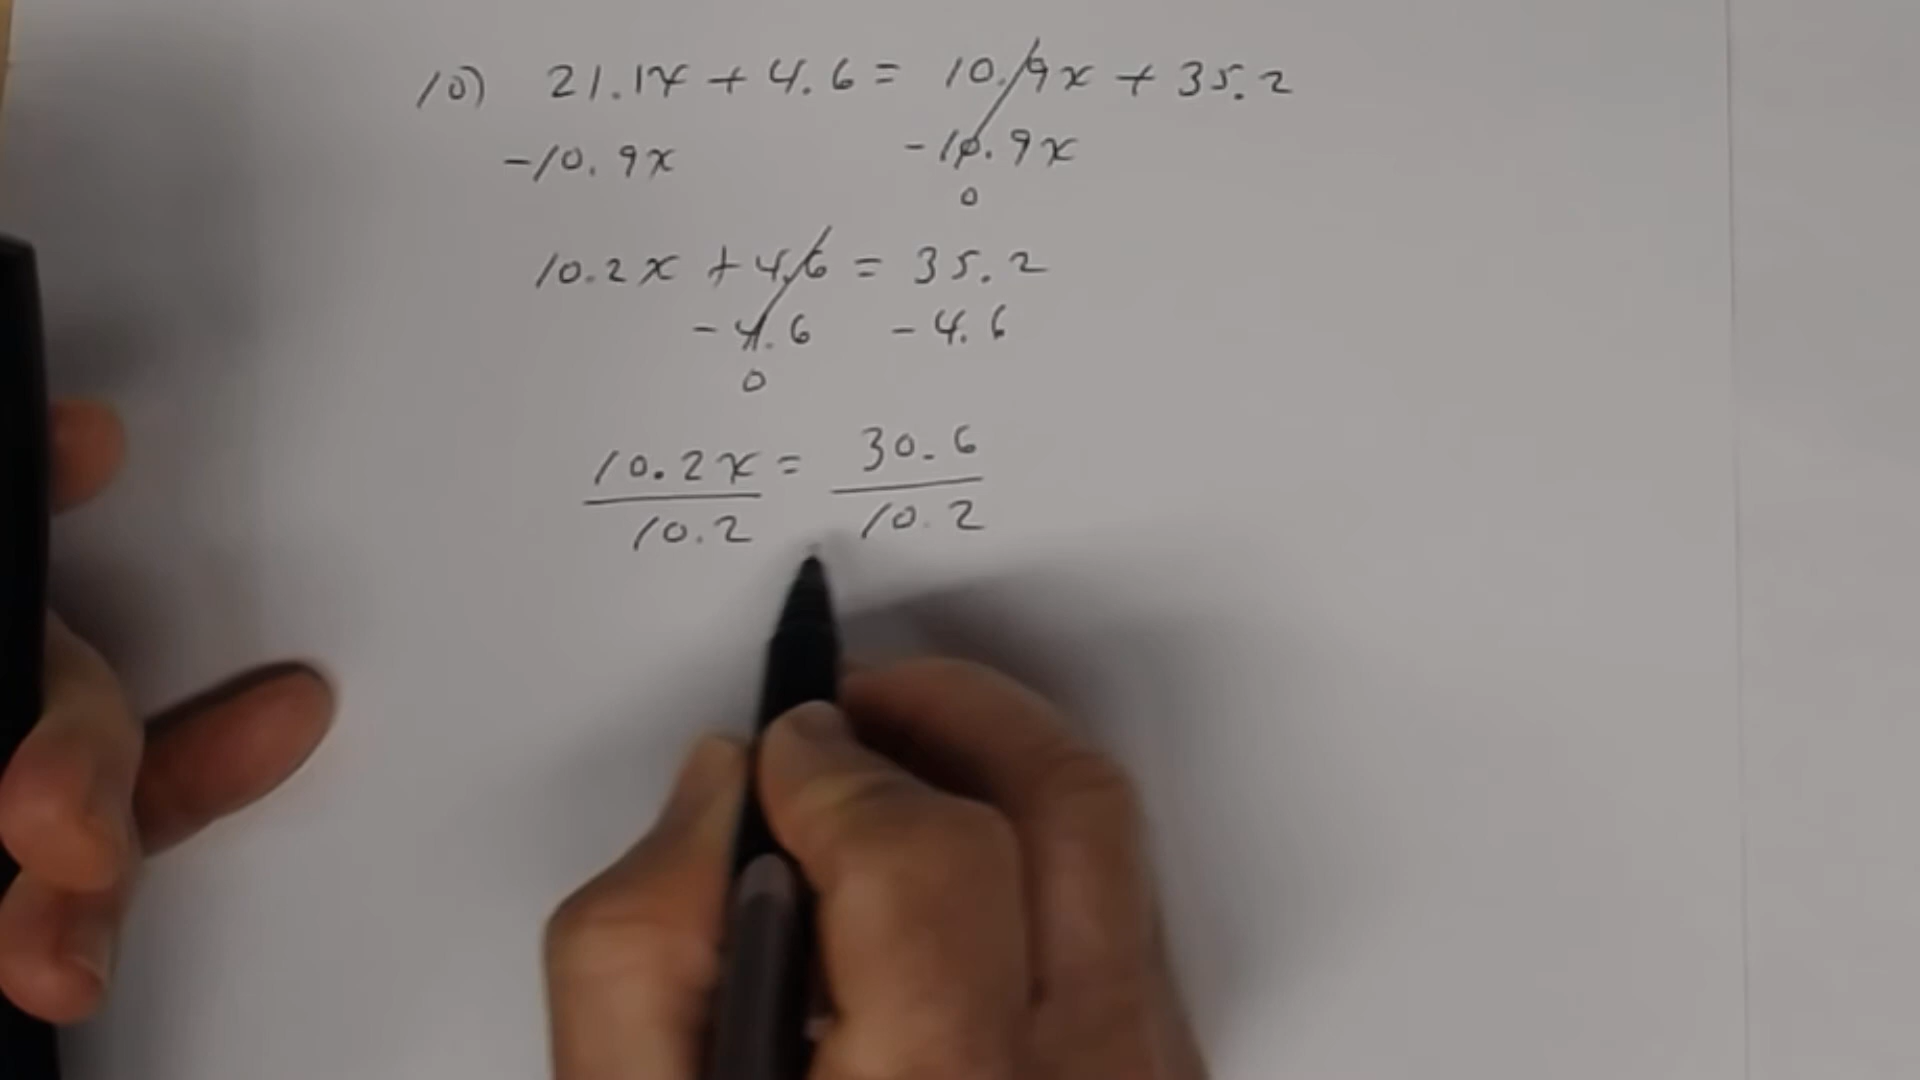 10) 21.1x + 4.6 = 10.9x + 35.2
-10.9x -10.9x
0
10.2x + 4.6 = 35.2
-4.6 -4.6
0
10.2x = 30.6
10.2 10.2